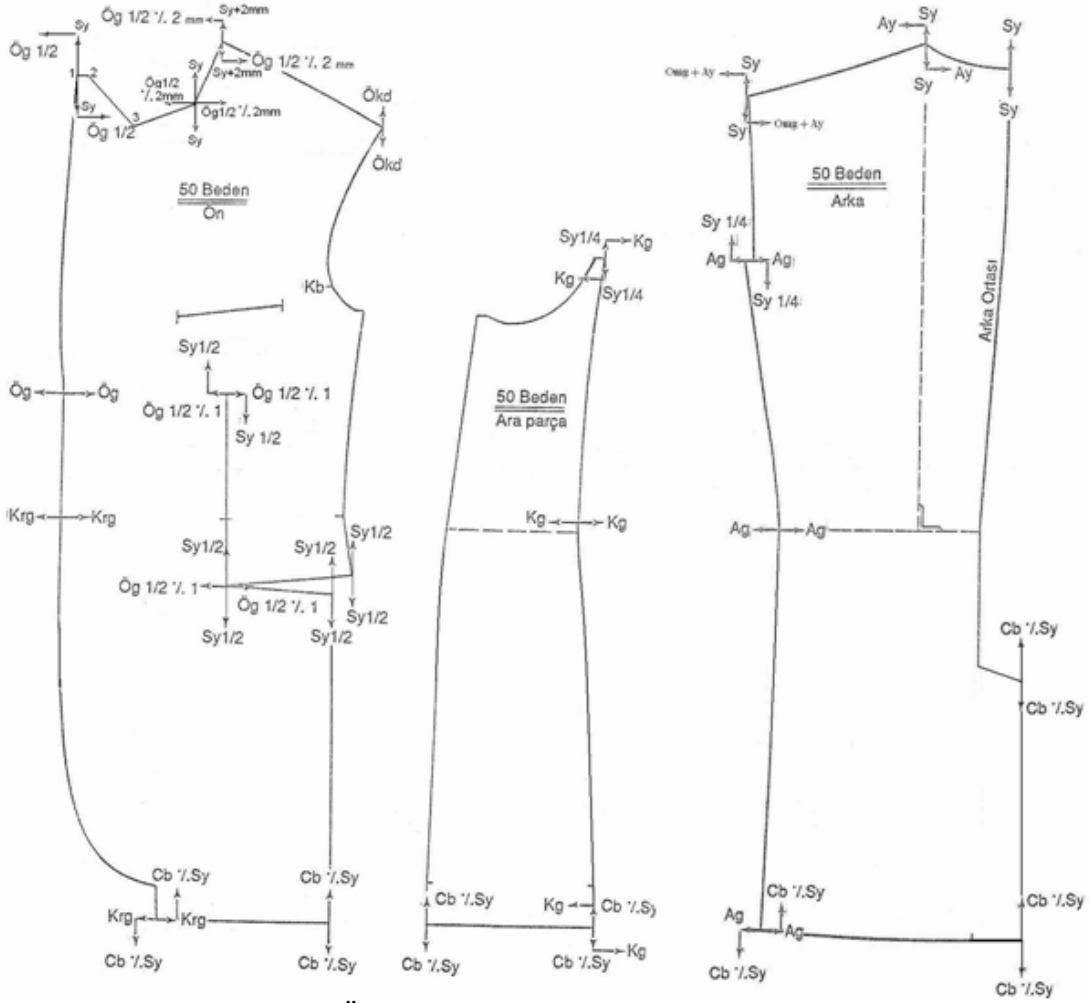 Sy
Ög 1/2
1
2
Sy
3
Ög 1/2
Ög 1/2 ·/. 2 mm
Sy+2mm
Sy+2mm
Ög 1/2 ·/. 2 mm
Sy
Ög1/2
·/.2mm
Ög1/2 ·/.2mm
Sy
Ökd
Ökd
50 Beden
Ön
Kb
Sy1/2
Ög
Ög
Ög 1/2 ·/. 1
Ög 1/2 ·/. 1
Sy 1/2
Krg
Krg
Sy1/2
Sy1/2
Sy1/2
Ög 1/2 ·/. 1
Ög 1/2 ·/. 1
Sy1/2
Sy1/2
Sy1/2
Cb ·/.Sy
Cb ·/.Sy
Krg
Krg
Cb ·/.Sy
Cb ·/.Sy
Sy1/4
Kg
Kg
Sy1/4
50 Beden
Ara parça
Kg
Kg
Cb ·/.Sy
Kg
Cb ·/.Sy
Kg
Cb ·/.Sy
Cb ·/.Sy
Ay
Sy
Sy
Sy
Ay
Omg + Ay
Sy
Omg + Ay
Sy
Sy
50 Beden
Arka
Sy 1/4
Ag
Ag
Sy 1/4
Arka Ortası
Ag
Ag
Cb ·/.Sy
Cb ·/.Sy
Cb ·/.Sy
Cb ·/.Sy
Ag
Ag
Cb ·/.Sy
Cb ·/.Sy